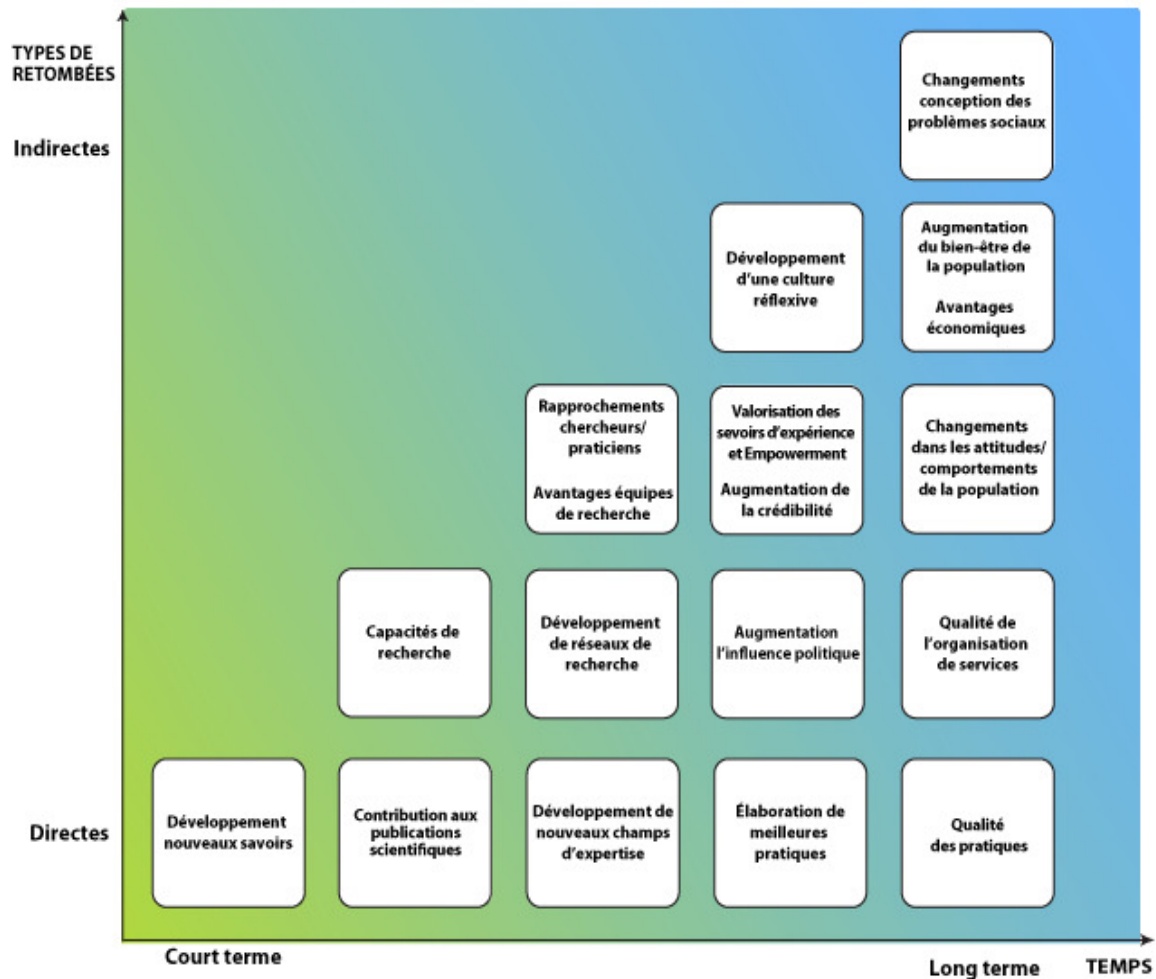 TYPES DE
RETOMBÉES
Indirectes
Changements
conception des
problèmes sociaux
Développement
d'une culture
réflexive
Augmentation
du bien-être de
la population
Avantages
économiques
Rapprochements
chercheurs/
praticiens
Avantages équipes
de recherche
Valorisation des
sevoirs d'expérience
et Empowerment
Augmentation de
la crédibilité
Changements
dans les attitudes/
comportements
de la population
Capacités de
recherche
Développement
de réseaux de
recherche
Augmentation
l'influence politique
Qualité de
l'organisation
de services
Directes
Développement
nouveaux savoirs
Contribution aux
publications
scientifiques
Développement de
nouveaux champs
d'expertise
Élaboration de
meilleures
pratiques
Qualité
des pratiques
Court terme
Long terme
TEMPS